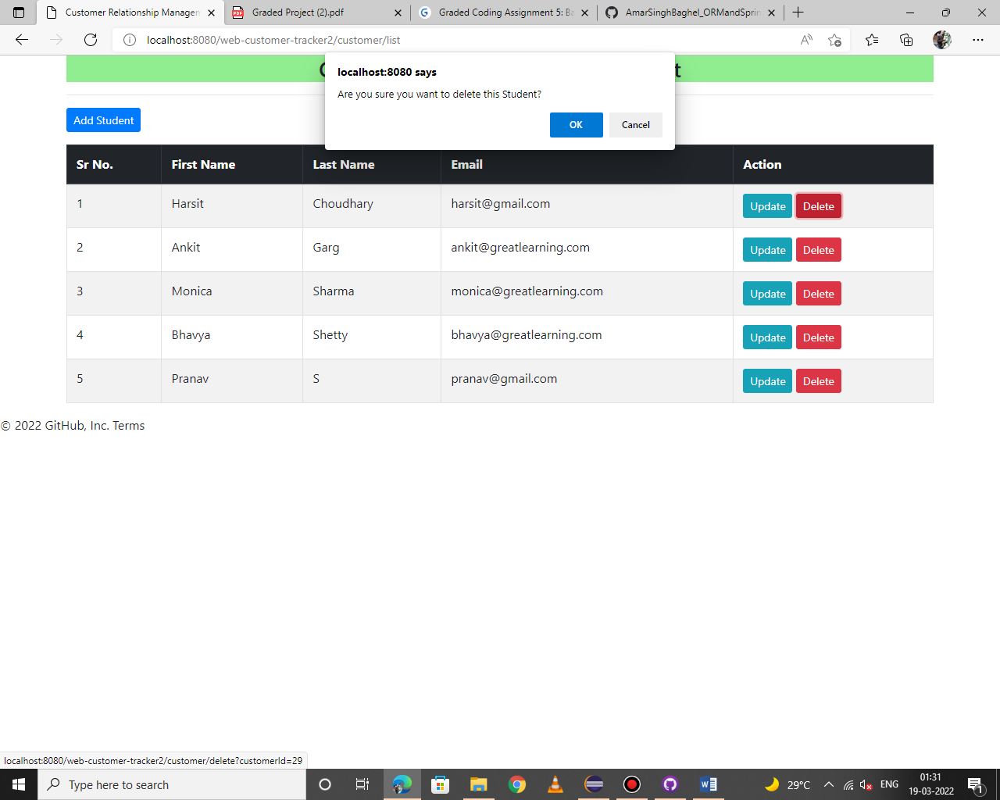 Customer Relationship Managem
Graded Project (2).pdf
Graded Coding Assignment 5: Ba
AmarSinghBaghel_ORMandSprin
localhost:8080/web-customer-tracker2/customer/list
localhost:8080 says
Are you sure you want to delete this Student?
OK Cancel
Add Student
Sr No. First Name Last Name Email Action
1 Harsit Choudhary harsit@gmail.com Update Delete
2 Ankit Garg ankit@greatlearning.com Update Delete
3 Monica Sharma monica@greatlearning.com Update Delete
4 Bhavya Shetty bhavya@greatlearning.com Update Delete
5 Pranav S pranav@gmail.com Update Delete
© 2022 GitHub, Inc. Terms
localhost:8080/web-customer-tracker2/customer/delete?customerId=29
Type here to search
29°C
ENG
01:31
19-03-2022
1